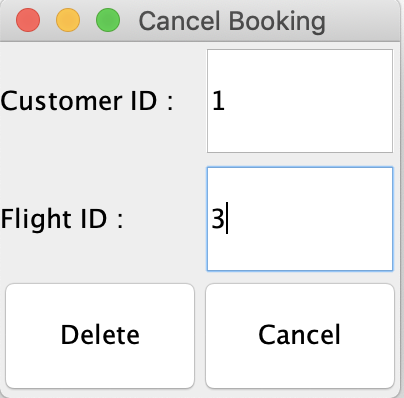 Cancel Booking
Customer ID : 1
Flight ID : 3
Delete Cancel